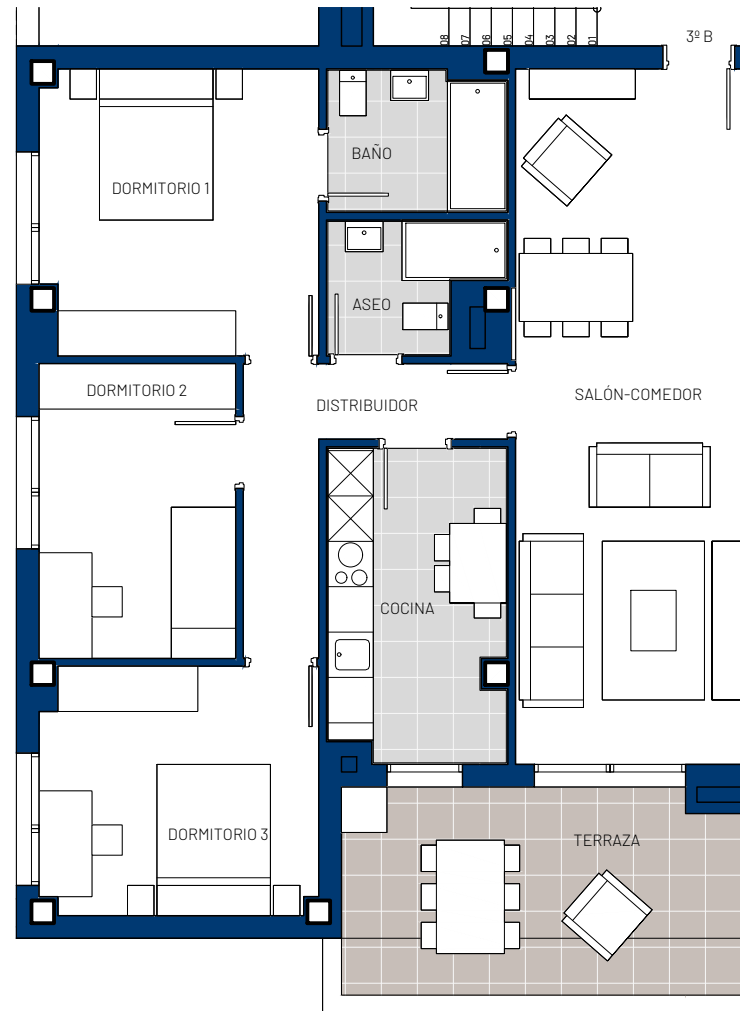 08 07 06 05 04 03 02 01
3º B
BAÑO
DORMITORIO 1
ASEO
DORMITORIO 2
SALÓN-COMEDOR
DISTRIBUIDOR
COCINA
DORMITORIO 3
TERRAZA